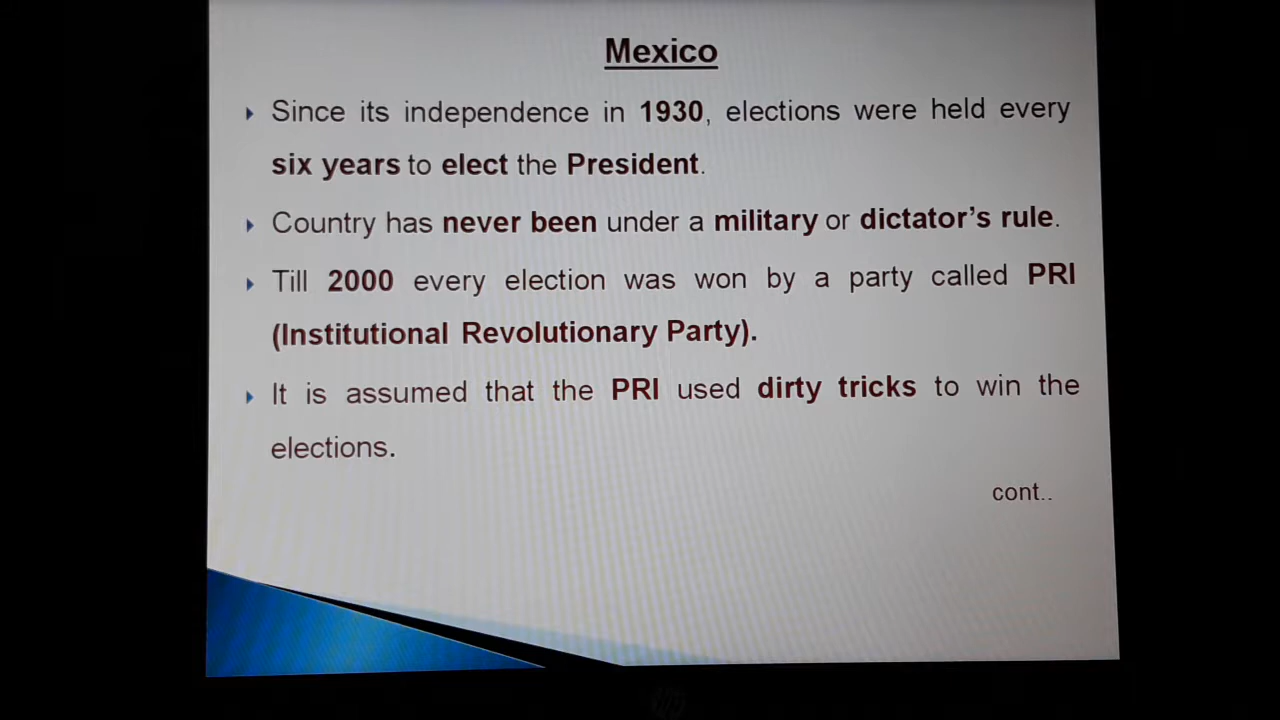 Mexico
Since its independence in 1930, elections were held every
six years to elect the President.
Country has never been under a military or dictator's rule.
Till 2000 every election was won by a party called PRI
(Institutional Revolutionary Party).
It is assumed that the PRI used dirty tricks to win the
elections.
cont..
hp